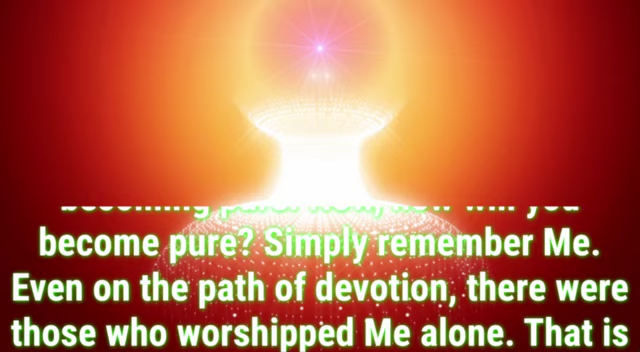 you
become pure? Simply remember Me.
Even on the path of devotion, there were
those who worshipped Me alone. That is